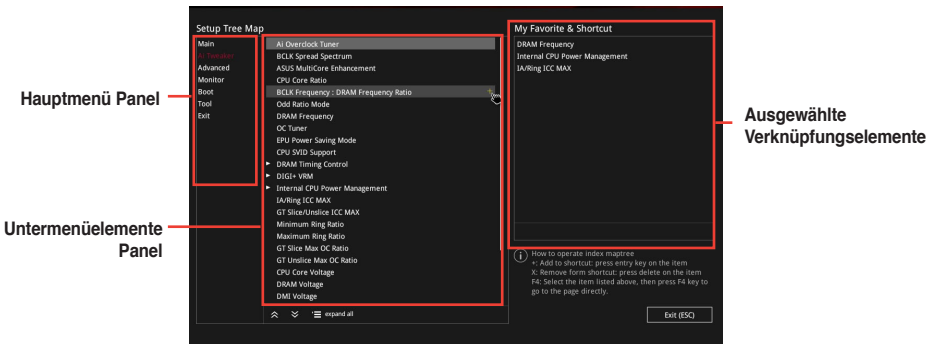 Setup Tree Map
Main
Ai Tweaker
Advanced
Monitor
Boot
Tool
Exit
Ai Overclock Tuner
BCLK Spread Spectrum
ASUS MultiCore Enhancement
CPU Core Ratio
BCLK Frequency : DRAM Frequency Ratio
+
Odd Ratio Mode
DRAM Frequency
OC Tuner
EPU Power Saving Mode
CPU SVID Support
DRAM Timing Control
DIGI+ VRM
Internal CPU Power Management
IA/Ring ICC MAX
GT Slice/Unslice ICC MAX
Minimum Ring Ratio
Maximum Ring Ratio
GT Slice Max OC Ratio
GT Unslice Max OC Ratio
CPU Core Voltage
DRAM Voltage
DMI Voltage
expand all
My Favorite & Shortcut
DRAM Frequency
Internal CPU Power Management
IA/Ring ICC MAX
How to operate index maptree
+: Add to shortcut: press entry key on the item
X: Remove form shortcut: press delete on the item
F4: Select the item listed above, then press F4 key to
go to the page directly.
Exit (ESC)
Hauptmenü Panel
Untermenüelemente
Panel
Ausgewählte
Verknüpfungselemente